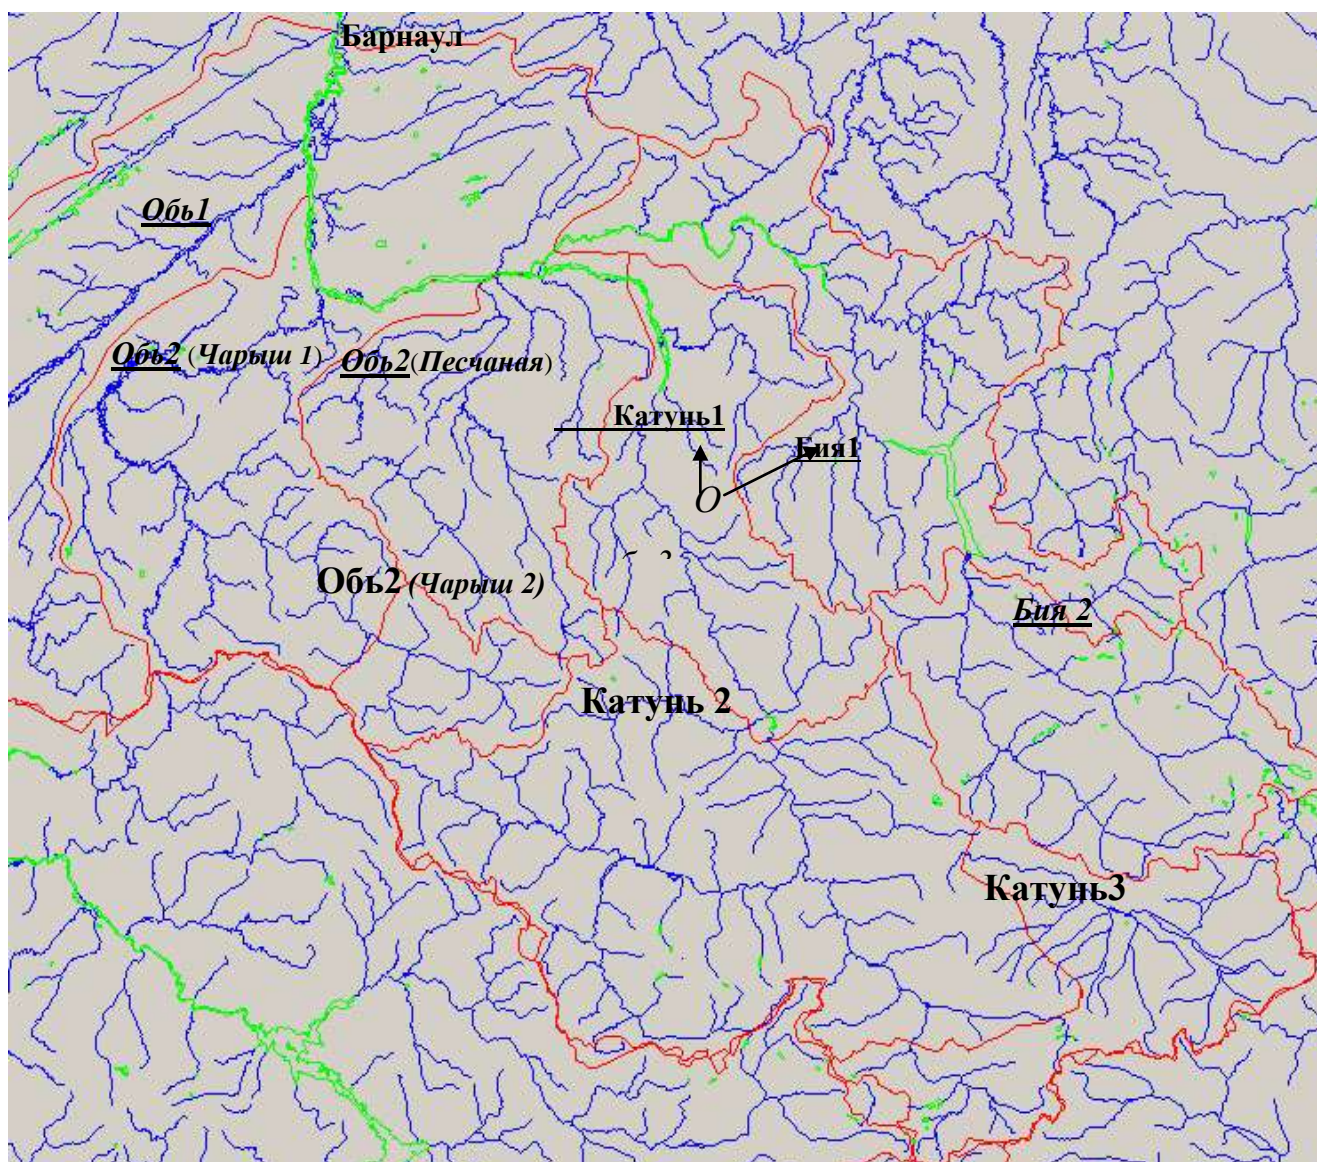 Барнаул
Обь1
Обь2 (Чарыш 1)
Обь2(Песчаная)
Катунь1
Бия1
О
Обь2 (Чарыш 2)
Бия 2
Катунь 2
Катунь3